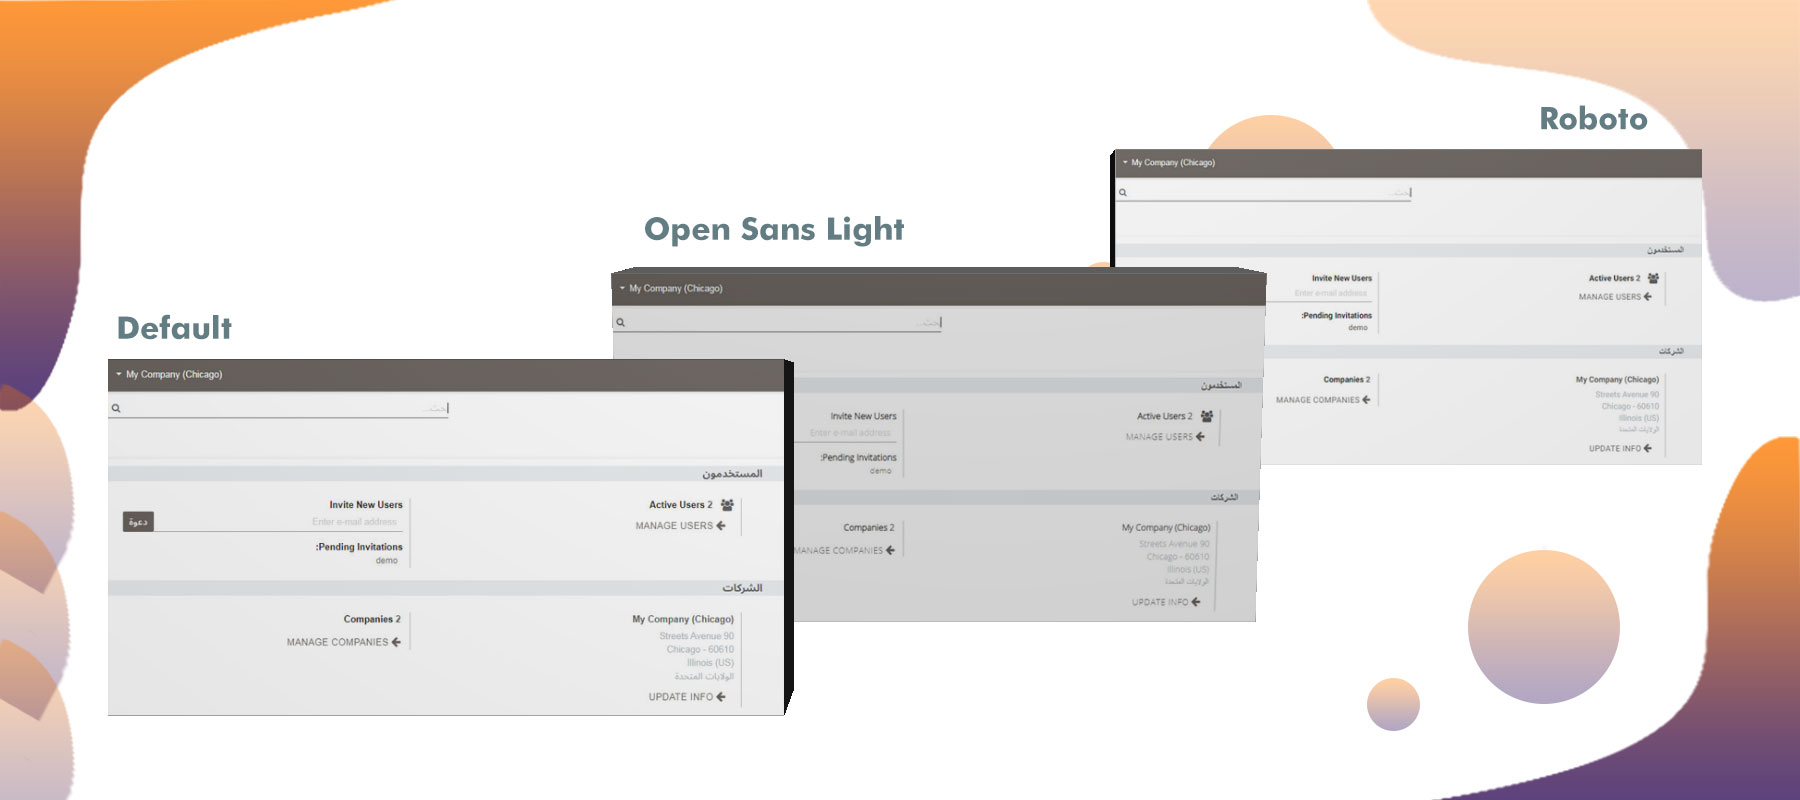 Default
My Company (Chicago)
بحث...
المستخدمون
Active Users 2
MANAGE USERS
Invite New Users
Enter e-mail address
دعوة
:Pending Invitations
demo
الشركات
My Company (Chicago)
Streets Avenue 90
Chicago - 60610
Illinois (US)
الولايات المتحدة
UPDATE INFO
Companies 2
MANAGE COMPANIES
Open Sans Light
My Company (Chicago)
بحث...
المستخدمون
Active Users 2
MANAGE USERS
Invite New Users
Enter e-mail address
:Pending Invitations
demo
الشركات
My Company (Chicago)
Streets Avenue 90
Chicago - 60610
Illinois (US)
الولايات المتحدة
UPDATE INFO
Companies 2
MANAGE COMPANIES
Roboto
My Company (Chicago)
بحث...
المستخدمون
Active Users 2
MANAGE USERS
Invite New Users
Enter e-mail address
:Pending Invitations
demo
الشركات
My Company (Chicago)
Streets Avenue 90
Chicago - 60610
Illinois (US)
الولايات المتحدة
UPDATE INFO
Companies 2
MANAGE COMPANIES